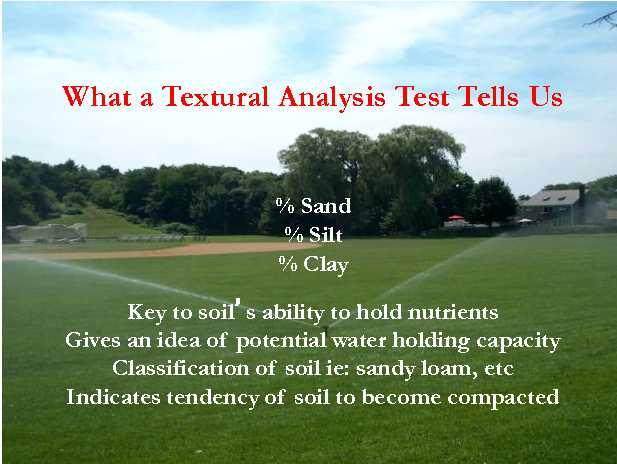 What a Textural Analysis Test Tells Us
% Sand
% Silt
% Clay
Key to soil's ability to hold nutrients
Gives an idea of potential water holding capacity
Classification of soil ie: sandy loam, etc
Indicates tendency of soil to become compacted